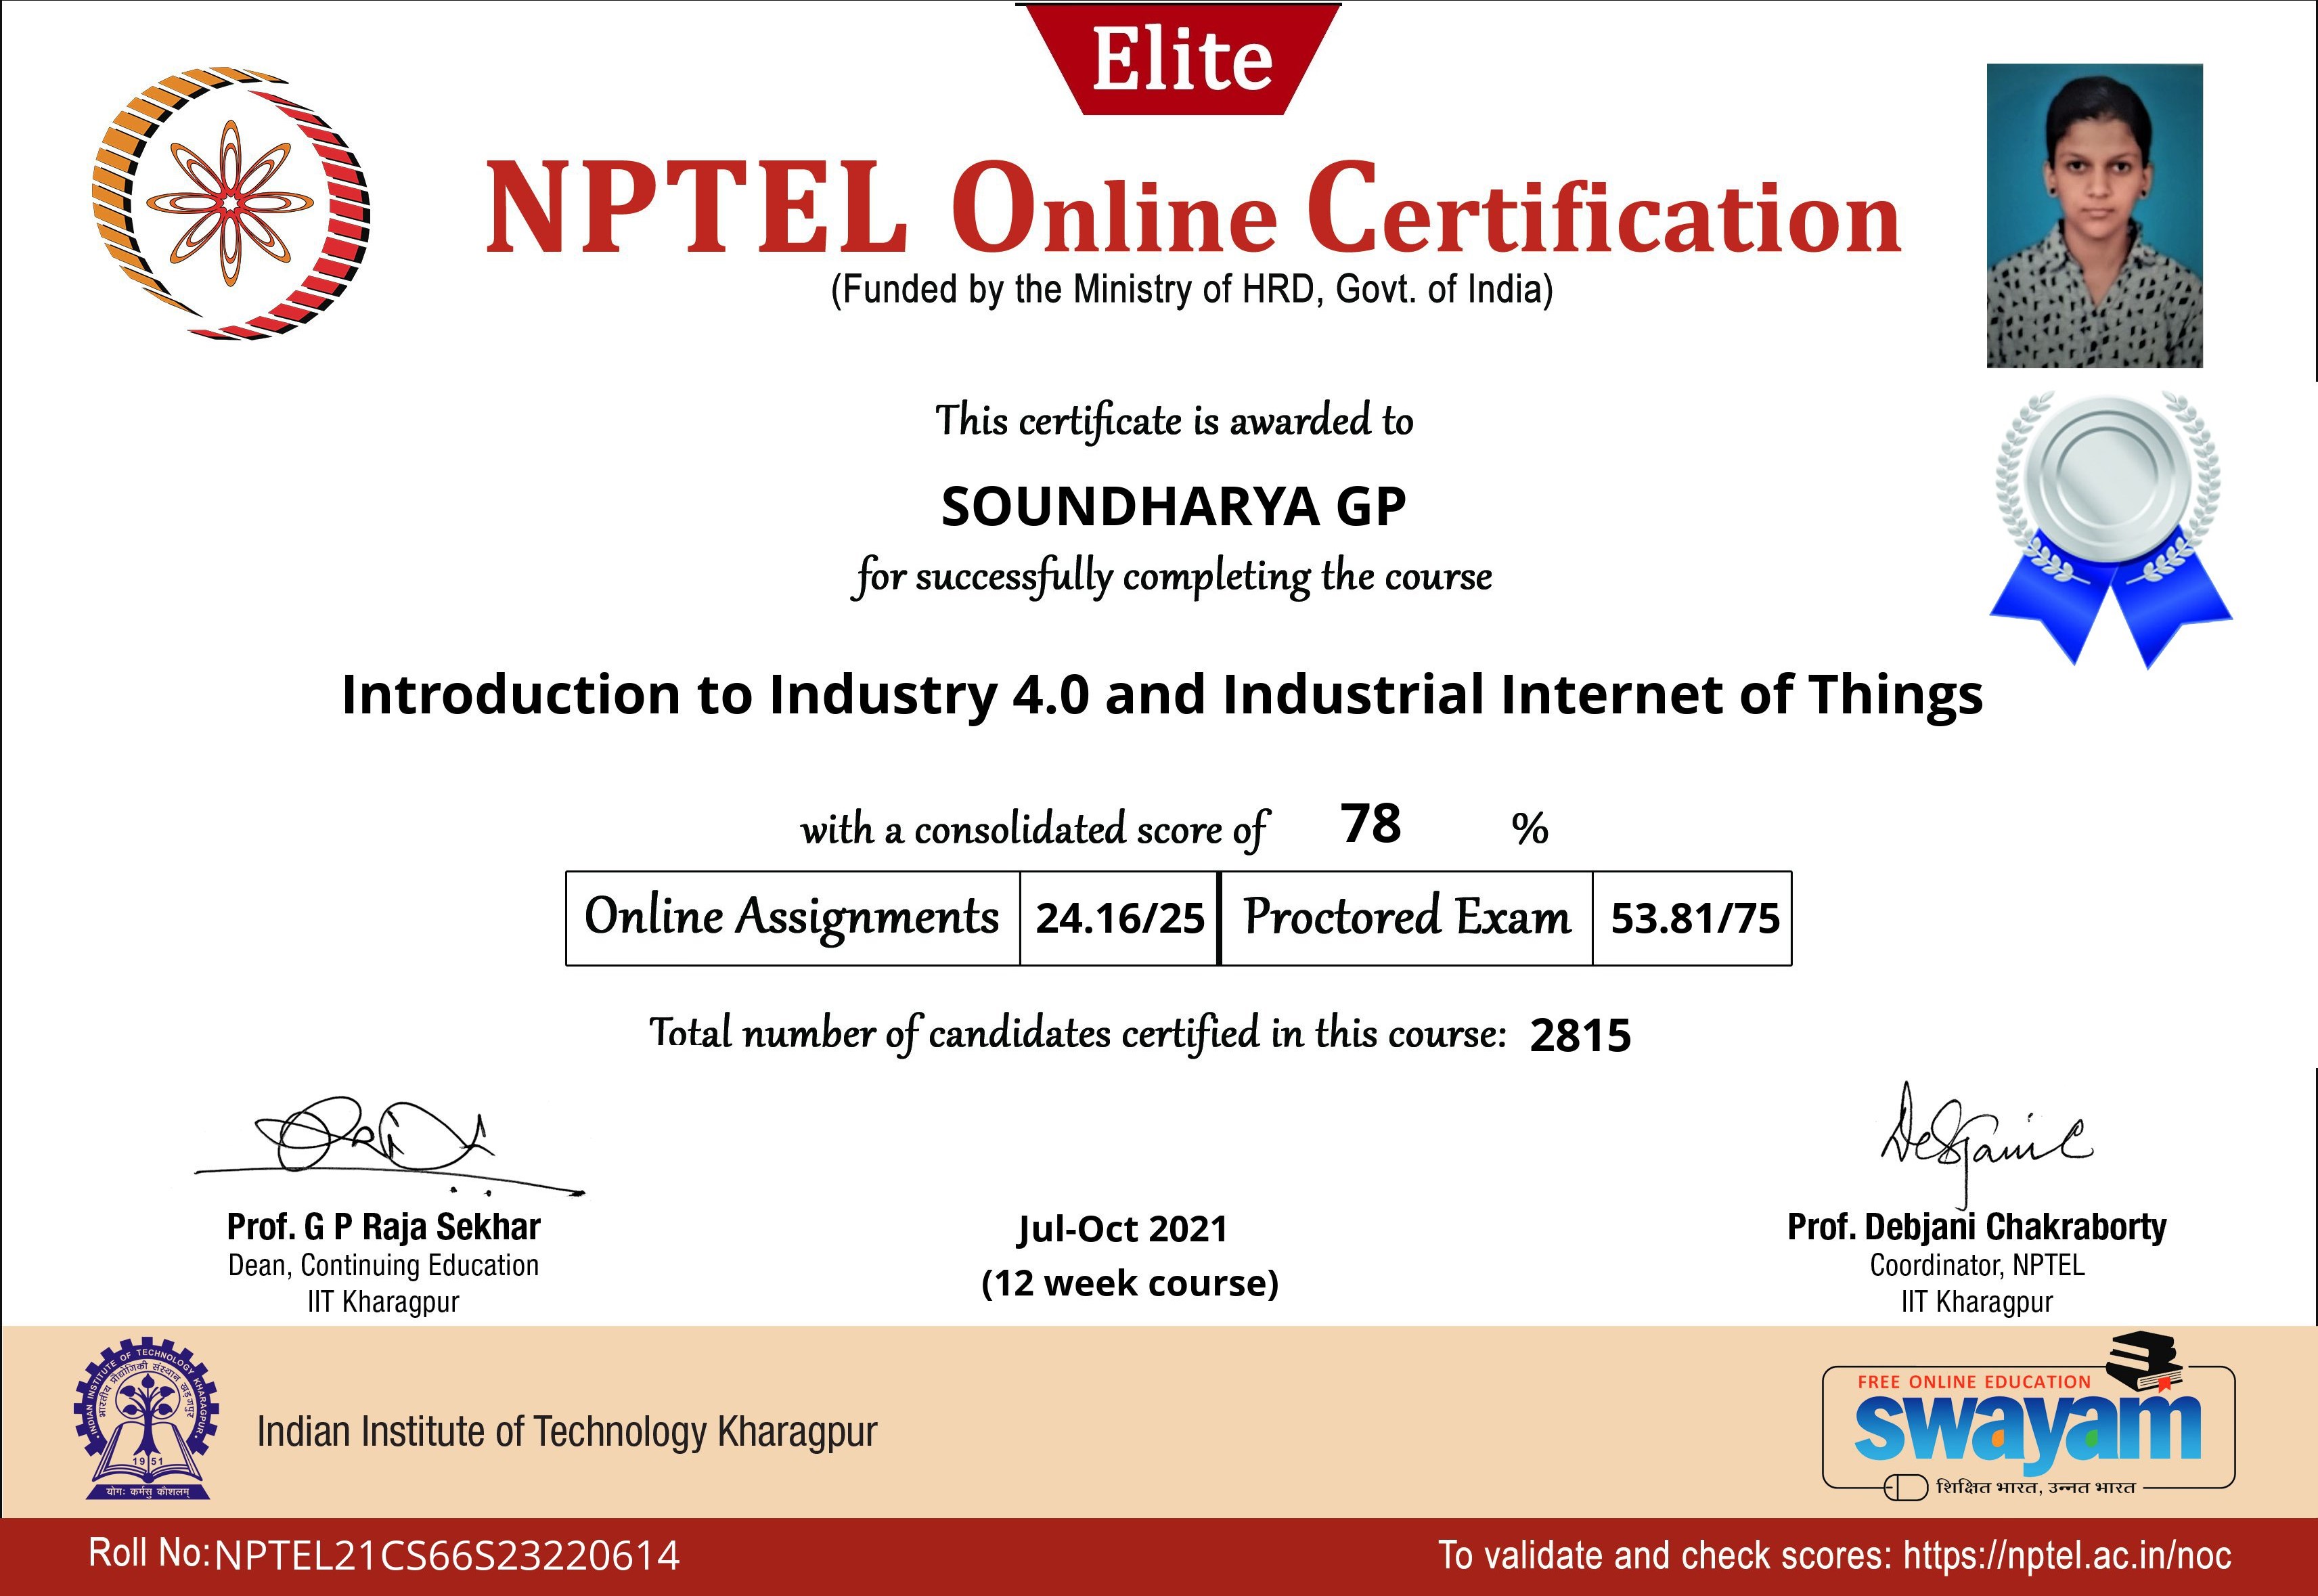 Elite
NPTEL Online Certification
(Funded by the Ministry of HRD, Govt. of India)
This certificate is awarded to
SOUNDHARYA GP
for successfully completing the course
Introduction to Industry 4.0 and Industrial Internet of Things
with a consolidated score of 78 %
Online Assignments 24.16/25 Proctored Exam 53.81/75
Total number of candidates certified in this course: 2815
Prof. G P Raja Sekhar
Dean, Continuing Education
IIT Kharagpur
Jul-Oct 2021
(12 week course)
Debjani C
Prof. Debjani Chakraborty
Coordinator, NPTEL
IIT Kharagpur
INDIAN INSTITUTE OF TECHNOLOGY KHARAGPUR
भारतीय प्रौद्योगिकी संस्थान खड़गपुर
1951
योगः कर्मसु कौशलम्
Indian Institute of Technology Kharagpur
FREE ONLINE EDUCATION
swayam
शिक्षित भारत, उन्नत भारत
Roll No: NPTEL21CS66S23220614
To validate and check scores: https://nptel.ac.in/noc